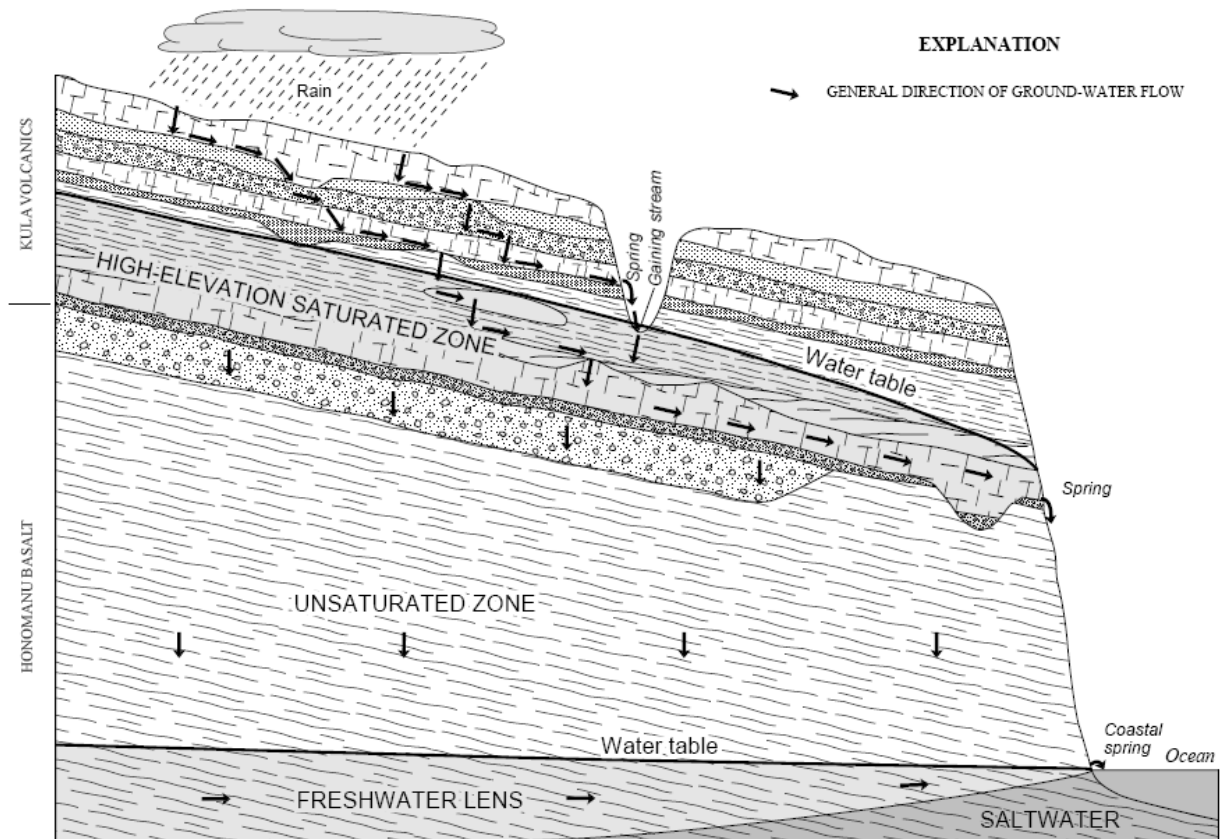 EXPLANATION
GENERAL DIRECTION OF GROUND-WATER FLOW
Rain
KULA VOLCANICS
Spring
Gaining stream
HIGH-ELEVATION SATURATED ZONE
Water table
Spring
HONOMANU BASALT
UNSATURATED ZONE
Water table
Coastal
spring
Ocean
FRESHWATER LENS
SALTWATER